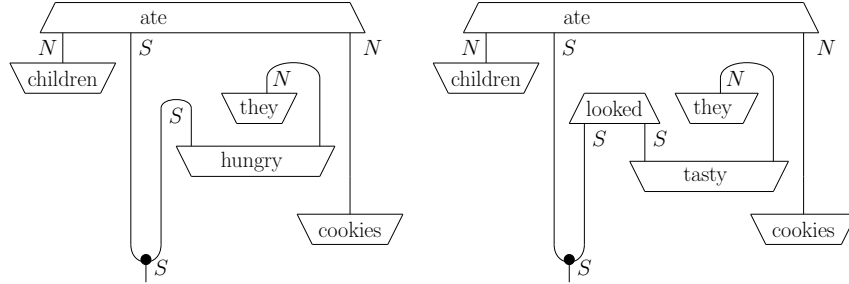 ate
N S N
children
N
S they
hungry
cookies
S
ate
N S N
children
N
looked they
S S
tasty
cookies
S